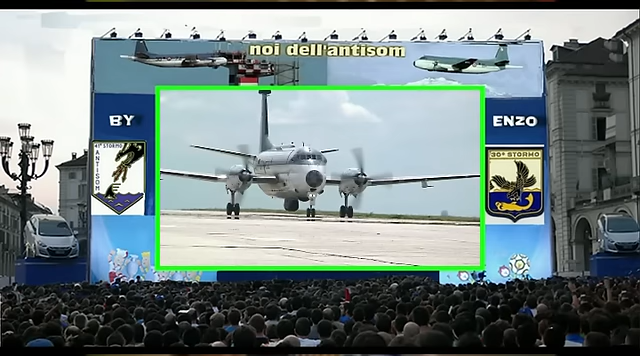 noi dell'antisom
BY
ENZO
41° STORMO
ANTISOM
30° STORMO